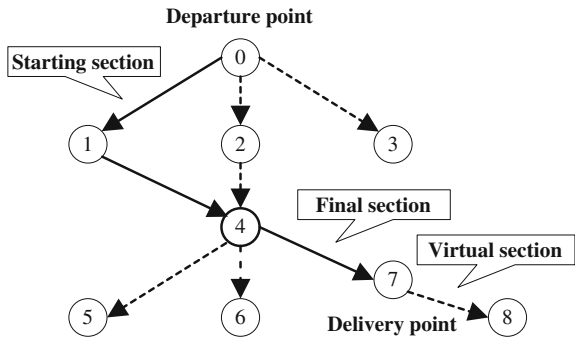 Departure point
Starting section
0
1
2
3
Final section
4
Virtual section
7
5
6
Delivery point
8